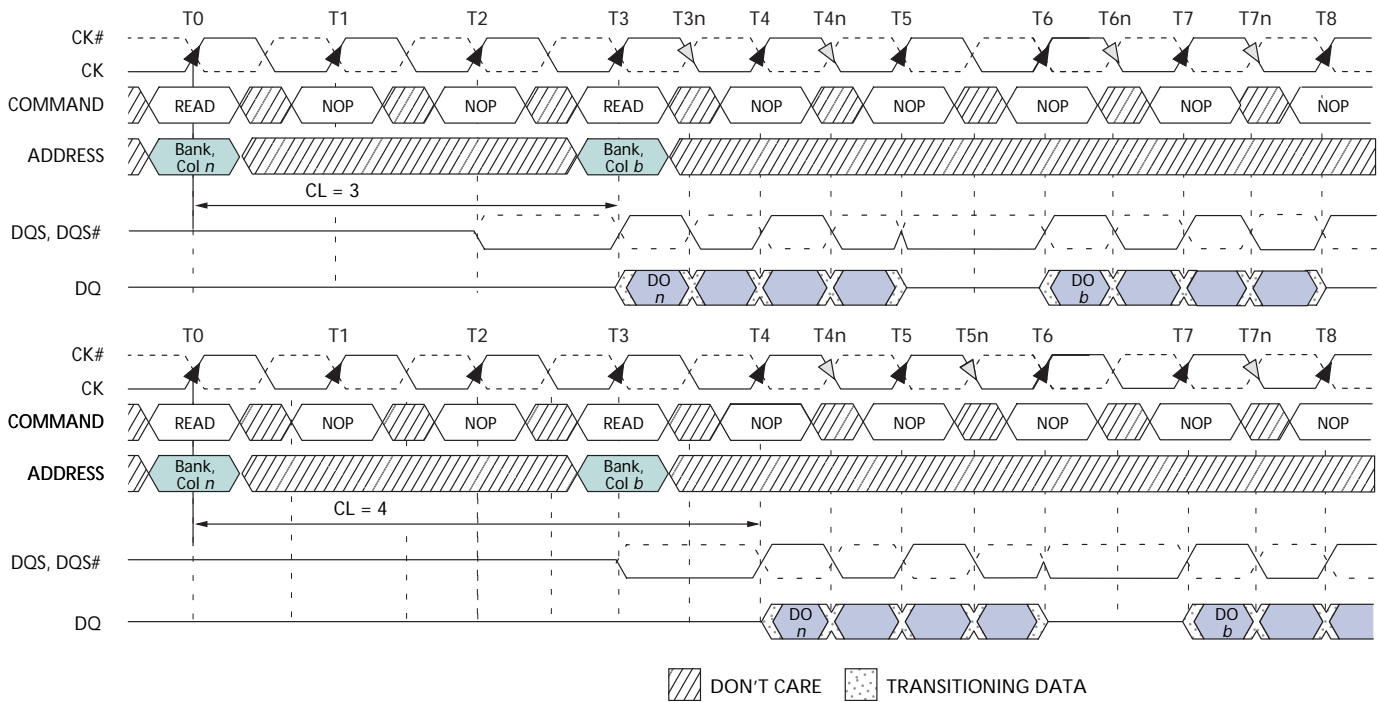 T0 T1 T2 T3 T3n T4 T4n T5 T6 T6n T7 T7n T8
CK#
CK
COMMAND READ NOP NOP READ NOP NOP NOP NOP NOP
ADDRESS Bank, Col n Bank, Col b
CL = 3
DQS, DQS#
DQ DO n DO b
T0 T1 T2 T3 T4 T4n T5 T5n T6 T7 T7n T8
CK#
CK
COMMAND READ NOP NOP READ NOP NOP NOP NOP NOP
ADDRESS Bank, Col n Bank, Col b
CL = 4
DQS, DQS#
DQ DO n DO b
DON'T CARE TRANSITIONING DATA